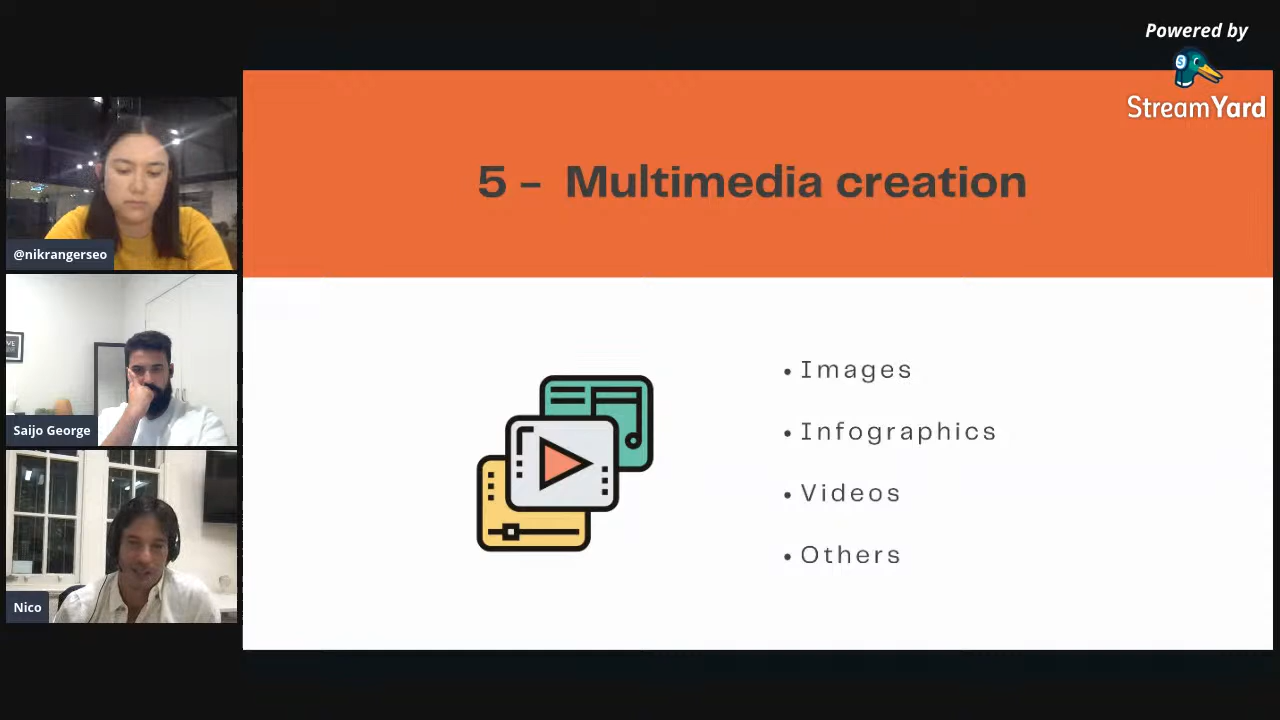 Powered by
StreamYard
5 - Multimedia creation
@nikrangerseo
Saijo George
Nico
• Images
• Infographics
• Videos
• Others